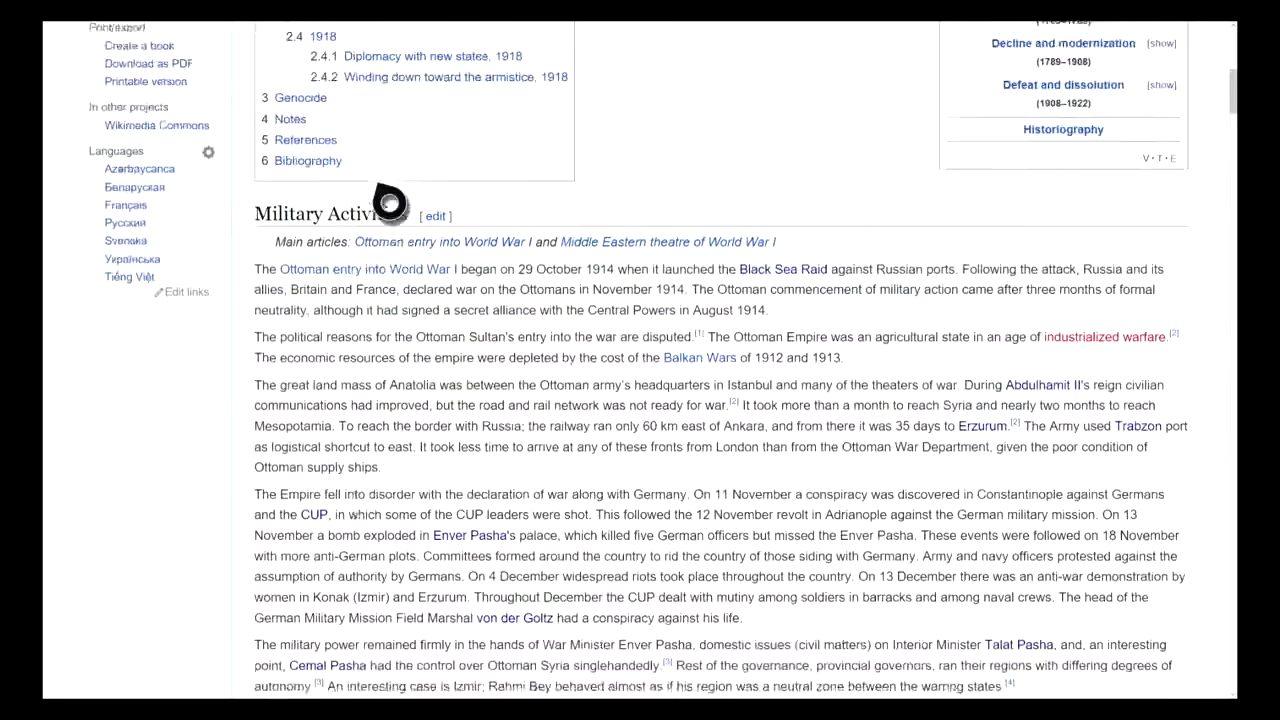 Print/export
Create a book
Download as PDF
Printable version
In other projects
Wikimedia Commons
Languages
Azərbaycanca
Беларуская
Français
Русский
Svenska
Українська
Tiếng Việt
Edit links
2.4 1918
2.4.1 Diplomacy with new states, 1918
2.4.2 Winding down toward the armistice, 1918
3 Genocide
4 Notes
5 References
6 Bibliography
Decline and modernization [show]
(1789–1908)
Defeat and dissolution [show]
(1908–1922)
Historiography
V · T · E
Military [ edit ]
Main articles: Ottoman entry into World War I and Middle Eastern theatre of World War I
The Ottoman entry into World War I began on 29 October 1914 when it launched the Black Sea Raid against Russian ports. Following the attack, Russia and its
allies, Britain and France, declared war on the Ottomans in November 1914. The Ottoman commencement of military action came after three months of formal
neutrality, although it had signed a secret alliance with the Central Powers in August 1914.
The political reasons for the Ottoman Sultan's entry into the war are disputed.[1] The Ottoman Empire was an agricultural state in an age of industrialized warfare.[2]
The economic resources of the empire were depleted by the cost of the Balkan Wars of 1912 and 1913.
The great land mass of Anatolia was between the Ottoman army's headquarters in Istanbul and many of the theaters of war. During Abdulhamit II's reign civilian
communications had improved, but the road and rail network was not ready for war.[2] It took more than a month to reach Syria and nearly two months to reach
Mesopotamia. To reach the border with Russia; the railway ran only 60 km east of Ankara, and from there it was 35 days to Erzurum.[2] The Army used Trabzon port
as logistical shortcut to east. It took less time to arrive at any of these fronts from London than from the Ottoman War Department, given the poor condition of
Ottoman supply ships.
The Empire fell into disorder with the declaration of war along with Germany. On 11 November a conspiracy was discovered in Constantinople against Germans
and the CUP, in which some of the CUP leaders were shot. This followed the 12 November revolt in Adrianople against the German military mission. On 13
November a bomb exploded in Enver Pasha's palace, which killed five German officers but missed the Enver Pasha. These events were followed on 18 November
with more anti-German plots. Committees formed around the country to rid the country of those siding with Germany. Army and navy officers protested against the
assumption of authority by Germans. On 4 December widespread riots took place throughout the country. On 13 December there was an anti-war demonstration by
women in Konak (Izmir) and Erzurum. Throughout December the CUP dealt with mutiny among soldiers in barracks and among naval crews. The head of the
German Military Mission Field Marshal von der Goltz had a conspiracy against his life.
The military power remained firmly in the hands of War Minister Enver Pasha, domestic issues (civil matters) on Interior Minister Talat Pasha, and, an interesting
point, Cemal Pasha had the control over Ottoman Syria singlehandedly.[3] Rest of the governance, provincial governors, ran their regions with differing degrees of
autonomy [3] An interesting case is Izmir; Rahmi Bey behaved almost as if his region was a neutral zone between the warring states [4]